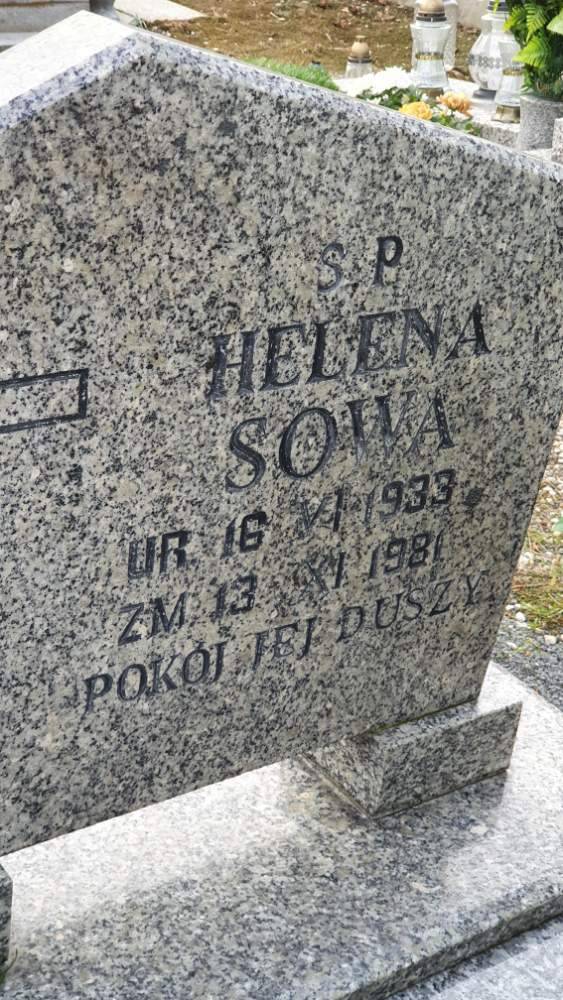 Ś P
HELENA
SOWA
UR. 16 VI 1933
ZM 13 XI 1981
POKÓJ JEJ DUSZY